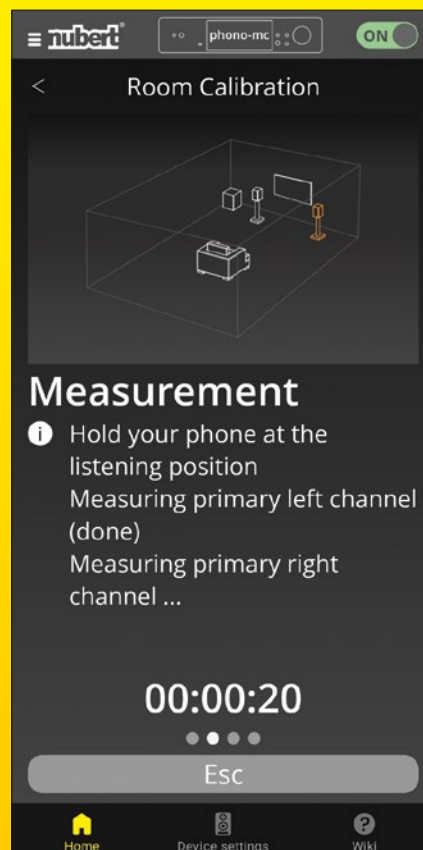 nubert
phono-mc
ON
< Room Calibration
Measurement
i Hold your phone at the
listening position
Measuring primary left channel
(done)
Measuring primary right
channel ...
00:00:20
Esc
Home Device settings Wiki